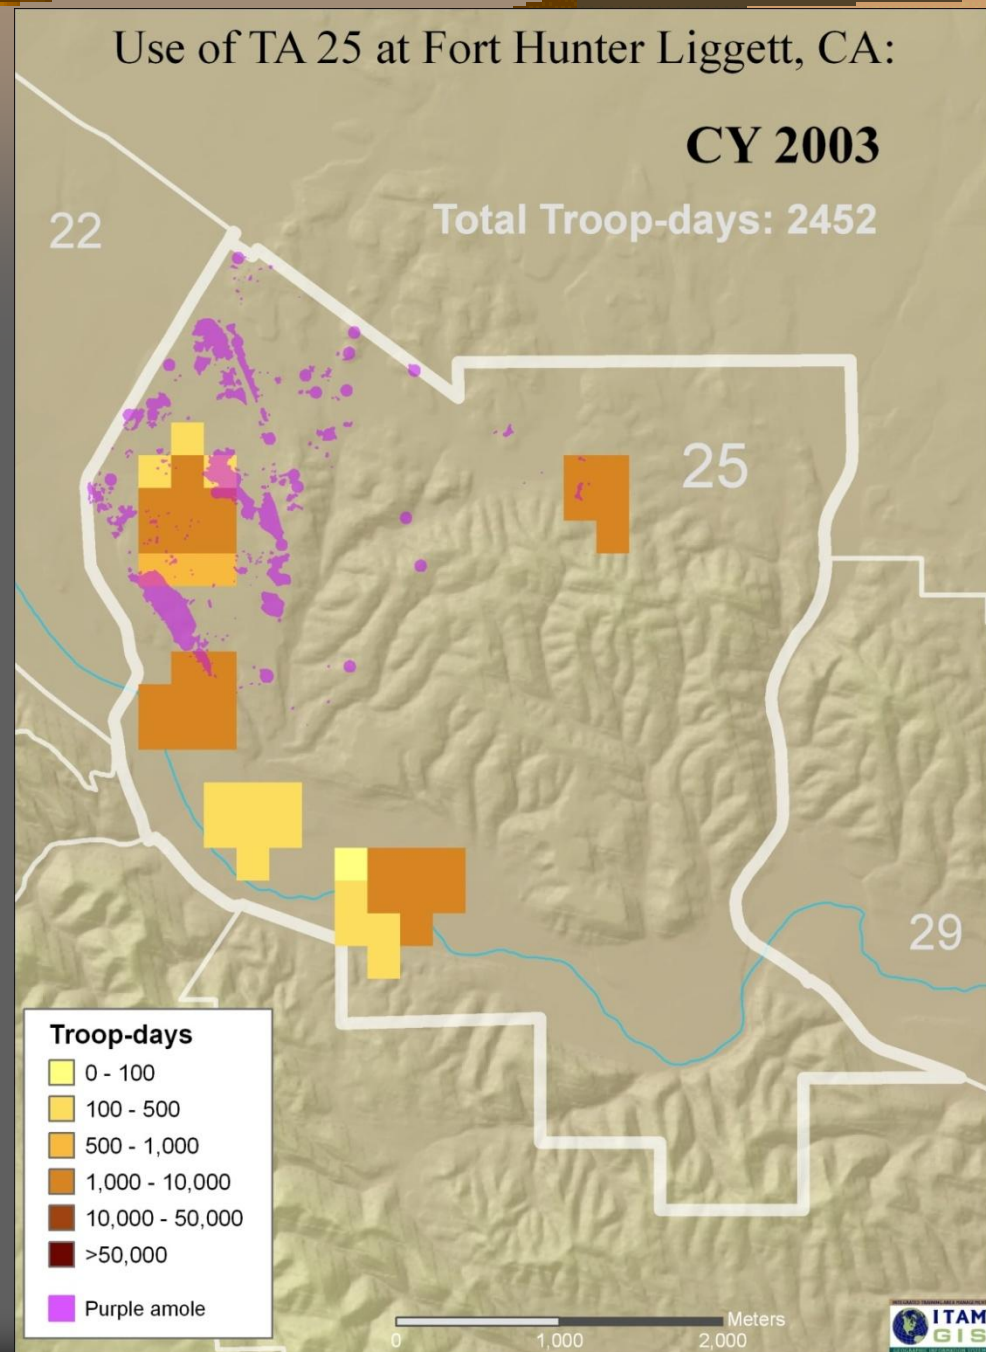 Use of TA 25 at Fort Hunter Liggett, CA:
CY 2003
Total Troop-days: 2452
22
25
29
Troop-days
0 - 100
100 - 500
500 - 1,000
1,000 - 10,000
10,000 - 50,000
>50,000
Purple amole
Meters
0 1,000 2,000
ITAM
GIS